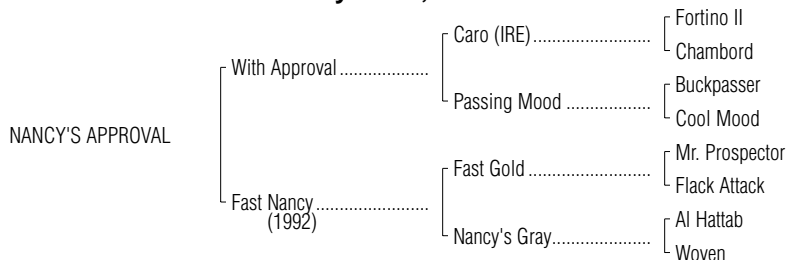 Fortino II
Caro (IRE)
Chambord
With Approval
Buckpasser
Passing Mood
Cool Mood
NANCY'S APPROVAL
Mr. Prospector
Fast Gold
Flack Attack
Fast Nancy
(1992)
Al Hattab
Nancy's Gray
Woven